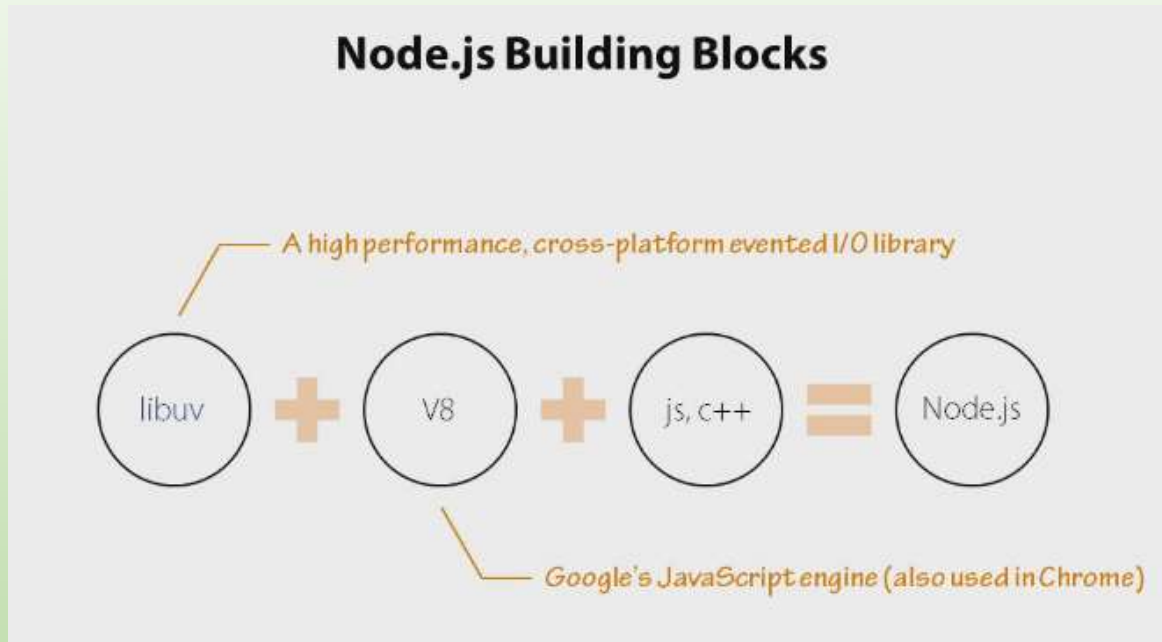 Node.js Building Blocks
A high performance, cross-platform evented I/O library
libuv
V8
js, c++
Node.js
Google's JavaScript engine (also used in Chrome)